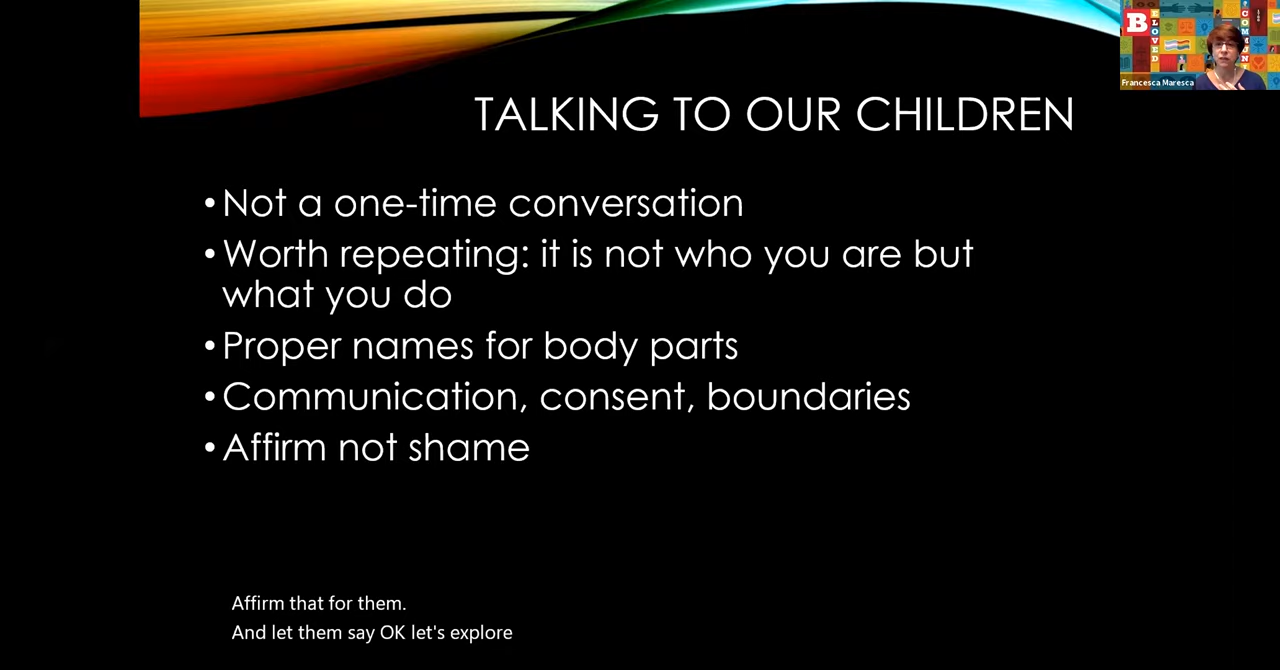 TALKING TO OUR CHILDREN
•Not a one-time conversation
•Worth repeating: it is not who you are but
what you do
•Proper names for body parts
•Communication, consent, boundaries
•Affirm not shame
Affirm that for them.
And let them say OK let's explore
B
ELOVED
COMMUN
Francesca Maresca